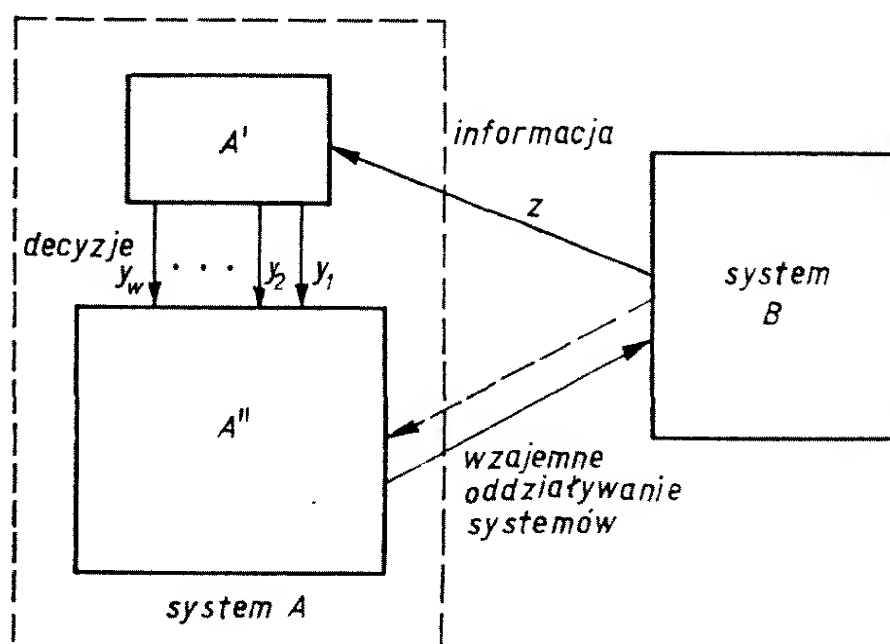 A'
informacja
z
decyzje
y_w . . . y_2 y_1
system
B
A"
wzajemne
oddziaływanie
systemów
system A